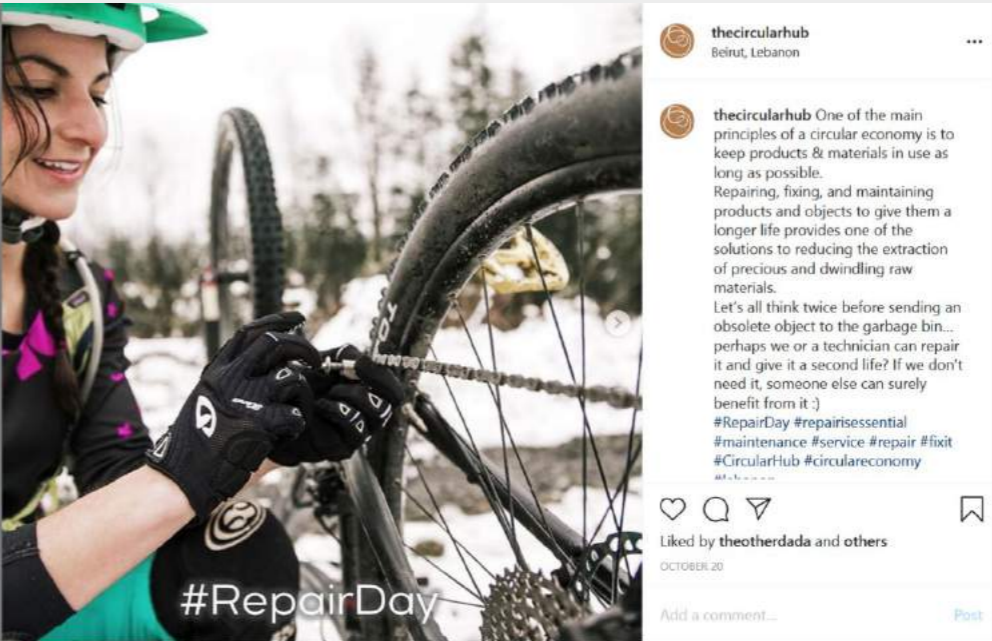 thecircularhub
Beirut, Lebanon
thecircularhub One of the main
principles of a circular economy is to
keep products & materials in use as
long as possible.
Repairing, fixing, and maintaining
products and objects to give them a
longer life provides one of the
solutions to reducing the extraction
of precious and dwindling raw
materials.
Let's all think twice before sending an
obsolete object to the garbage bin...
perhaps we or a technician can repair
it and give it a second life? If we don't
need it, someone else can surely
benefit from it :)
#RepairDay #repairisessential
#maintenance #service #repair #fixit
#CircularHub #circulareconomy
Liked by theotherdada and others
OCTOBER 20
Add a comment...
Post
#RepairDay